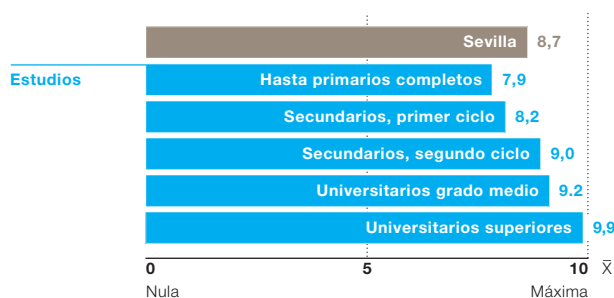 Sevilla 8,7
Estudios
Hasta primarios completos 7,9
Secundarios, primer ciclo 8,2
Secundarios, segundo ciclo 9,0
Universitarios grado medio 9.2
Universitarios superiores 9,9
0 5 10 X̅
Nula Máxima